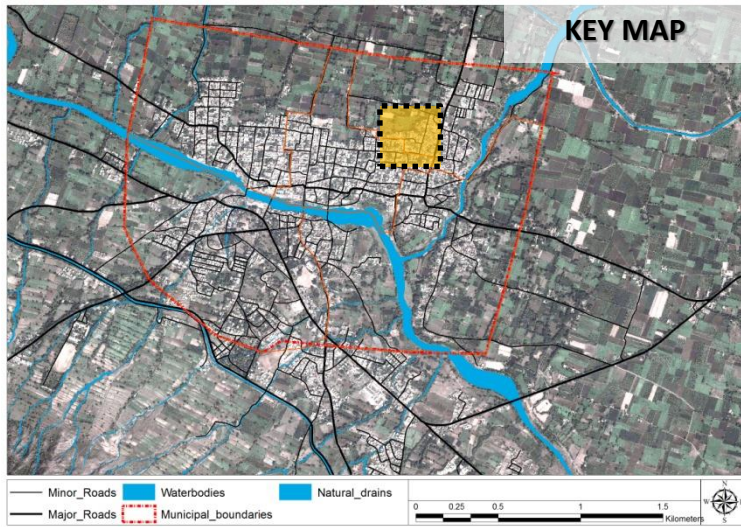 KEY MAP
Minor_Roads Waterbodies Natural_drains
Major_Roads Municipal_boundaries
0 0.25 0.5 1 1.5
Kilometers
N
W E
S